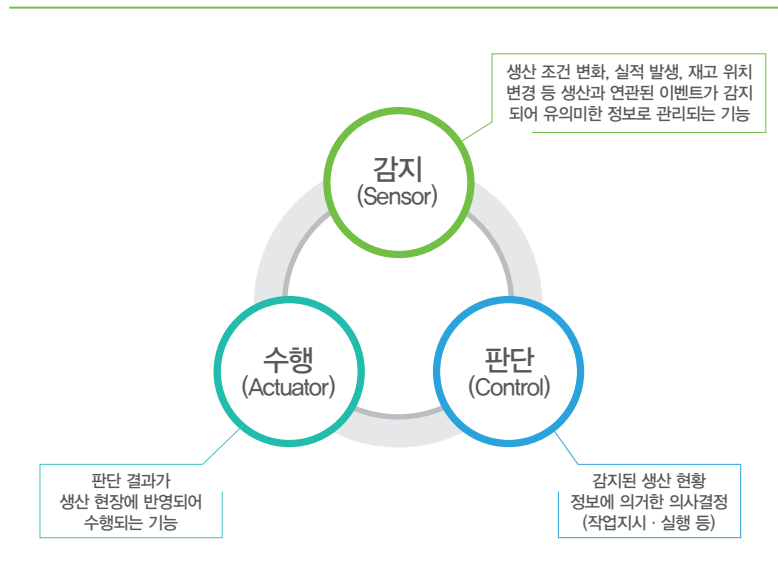 생산 조건 변화, 실적 발생, 재고 위치
변경 등 생산과 연관된 이벤트가 감지
되어 유의미한 정보로 관리되는 기능
감지
(Sensor)
수행
(Actuator)
판단
(Control)
판단 결과가
생산 현장에 반영되어
수행되는 기능
감지된 생산 현황
정보에 의거한 의사결정
(작업지시 · 실행 등)